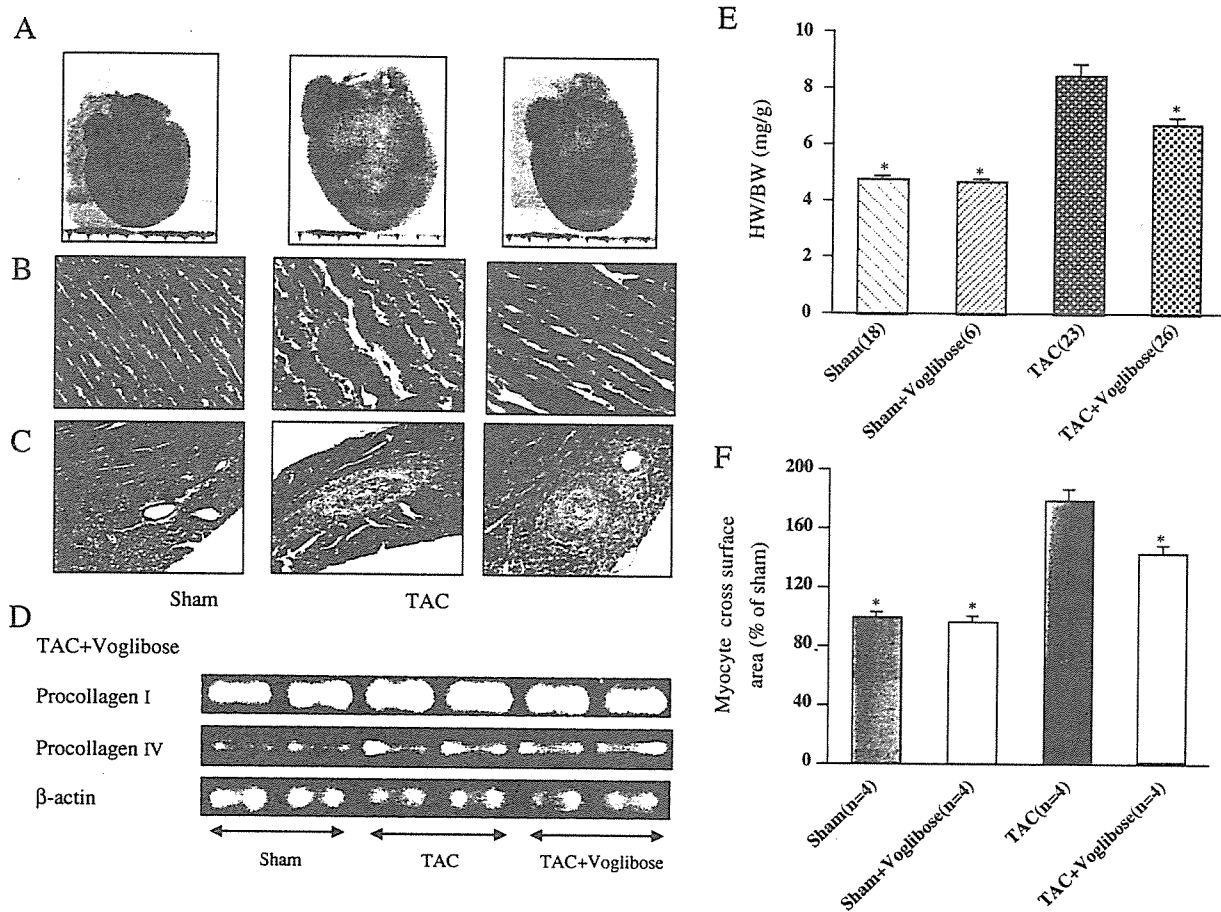 A
B
C
Sham
TAC
D
TAC+Voglibose
Procollagen I
Procollagen IV
β-actin
Sham
TAC
TAC+Voglibose
E
HW/BW (mg/g)
10
8
6
4
2
0
*
*
*
Sham(18)
Sham+Voglibose(6)
TAC(23)
TAC+Voglibose(26)
F
Myocyte cross surface
area (% of sham)
200
160
120
80
40
0
*
*
*
Sham(n=4)
Sham+Voglibose(n=4)
TAC(n=4)
TAC+Voglibose(n=4)